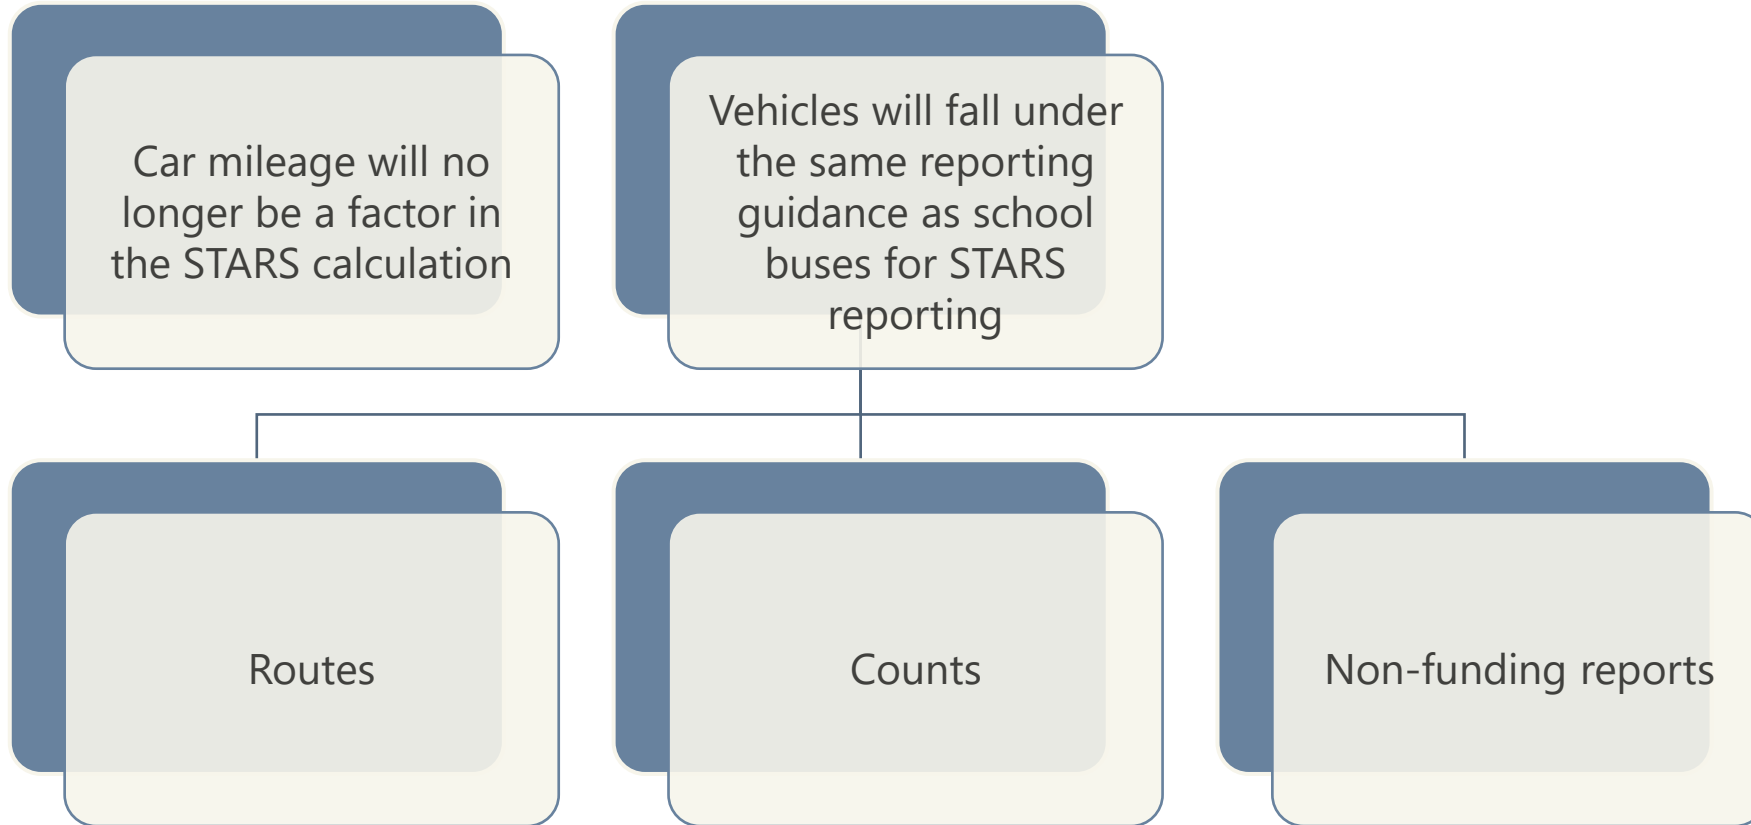 Car mileage will no
longer be a factor in
the STARS calculation
Vehicles will fall under
the same reporting
guidance as school
buses for STARS
reporting
Routes
Counts
Non-funding reports